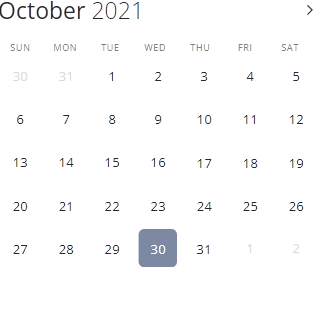 October 2021
SUN MON TUE WED THU FRI SAT
30 31 1 2 3 4 5
6 7 8 9 10 11 12
13 14 15 16 17 18 19
20 21 22 23 24 25 26
27 28 29 30 31 1 2